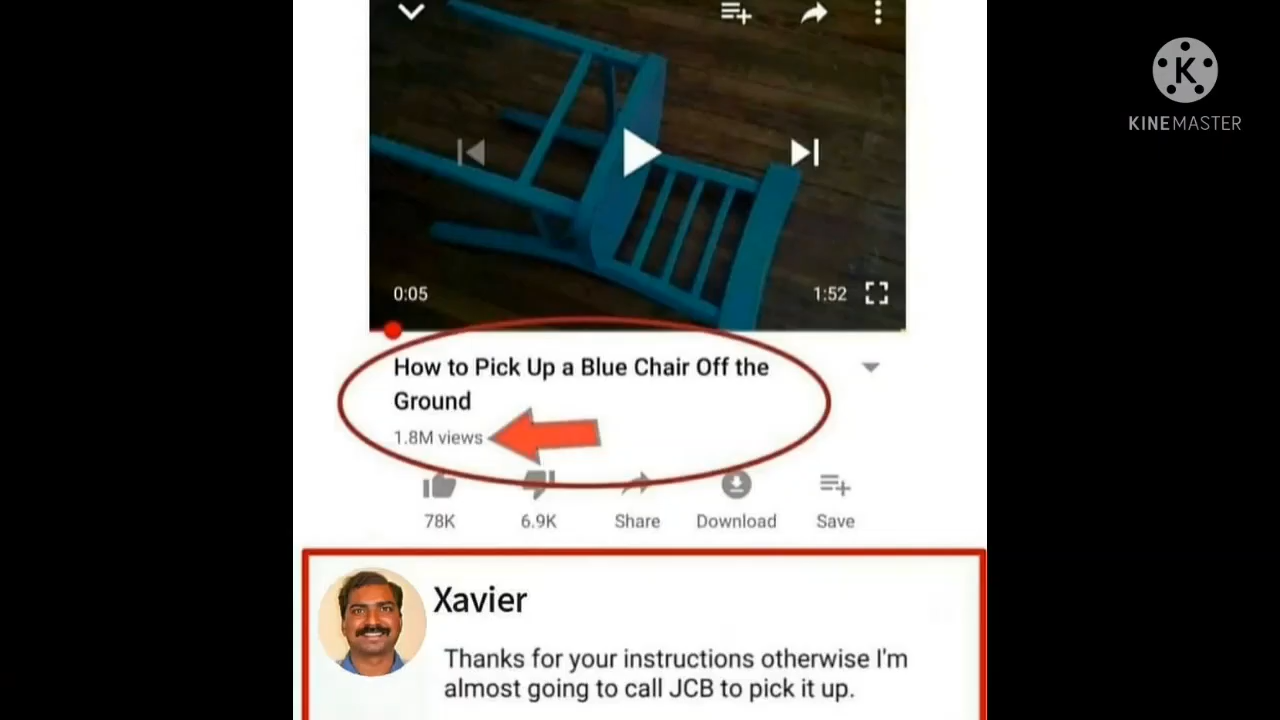 KINEMASTER
0:05
1:52
How to Pick Up a Blue Chair Off the
Ground
1.8M views
78K
6.9K
Share
Download
Save
Xavier
Thanks for your instructions otherwise I'm
almost going to call JCB to pick it up.